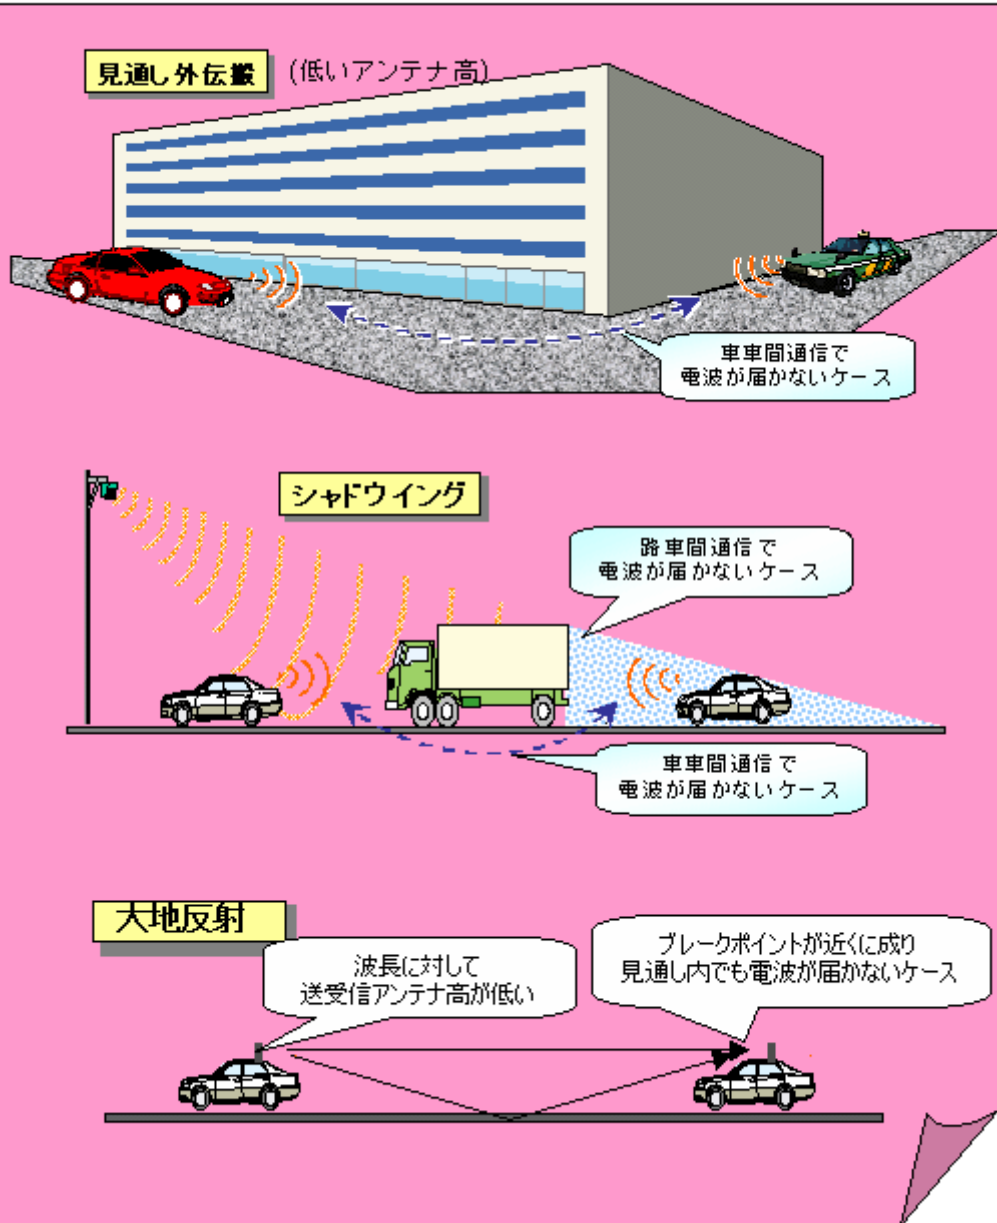 見通し外伝搬 (低いアンテナ高)
車車間通信で
電波が届かないケース
シャドウイング
路車間通信で
電波が届かないケース
車車間通信で
電波が届かないケース
大地反射
波長に対して
送受信アンテナ高が低い
ブレークポイントが近くに成り
見通し内でも電波が届かないケース